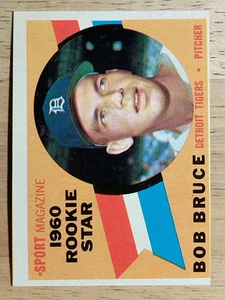 *SPORT MAGAZINE
1960
ROOKIE
STAR
D
BOB BRUCE
DETROIT TIGERS • PITCHER